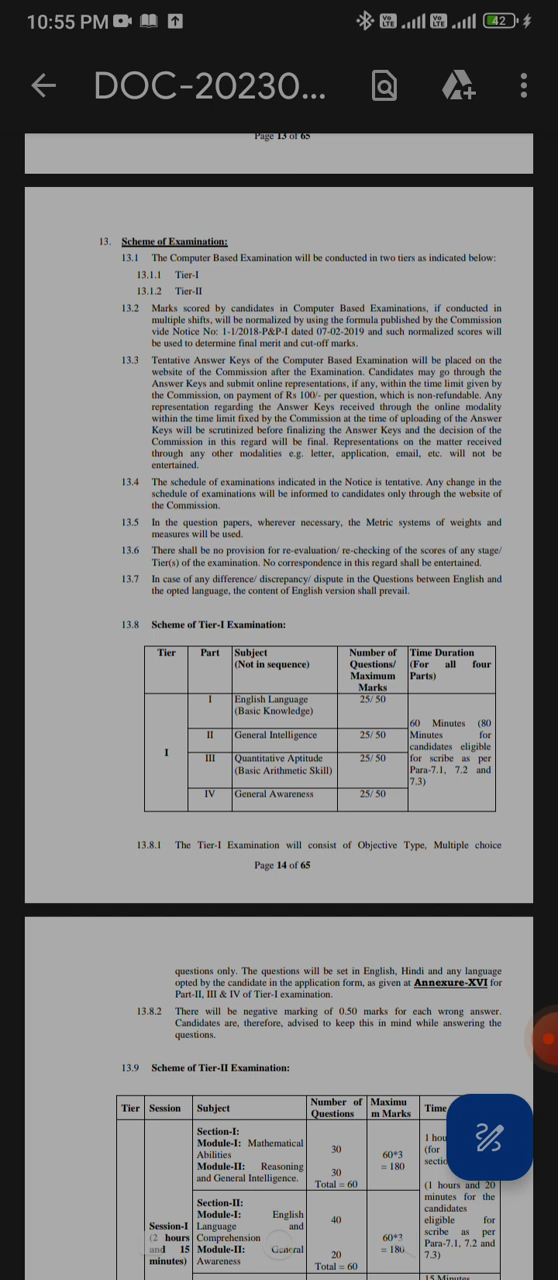 10:55 PM
Vo LTE
Vo LTE
42
DOC-20230...
Page 13 of 65
13. Scheme of Examination:
13.1 The Computer Based Examination will be conducted in two tiers as indicated below:
13.1.1 Tier-I
13.1.2 Tier-II
13.2 Marks scored by candidates in Computer Based Examinations, if conducted in
multiple shifts, will be normalized by using the formula published by the Commission
vide Notice No: 1-1/2018-P&P-I dated 07-02-2019 and such normalized scores will
be used to determine final merit and cut-off marks.
13.3 Tentative Answer Keys of the Computer Based Examination will be placed on the
website of the Commission after the Examination. Candidates may go through the
Answer Keys and submit online representations, if any, within the time limit given by
the Commission, on payment of Rs 100/- per question, which is non-refundable. Any
representation regarding the Answer Keys received through the online modality
within the time limit fixed by the Commission at the time of uploading of the Answer
Keys will be scrutinized before finalizing the Answer Keys and the decision of the
Commission in this regard will be final. Representations on the matter received
through any other modalities e.g. letter, application, email, etc. will not be
entertained.
13.4 The schedule of examinations indicated in the Notice is tentative. Any change in the
schedule of examinations will be informed to candidates only through the website of
the Commission.
13.5 In the question papers, wherever necessary, the Metric systems of weights and
measures will be used.
13.6 There shall be no provision for re-evaluation/ re-checking of the scores of any stage/
Tier(s) of the examination. No correspondence in this regard shall be entertained.
13.7 In case of any difference/ discrepancy/ dispute in the Questions between English and
the opted language, the content of English version shall prevail.
13.8 Scheme of Tier-I Examination:
Tier Part Subject Number of Time Duration
(Not in sequence) Questions/ (For all four
Maximum Parts)
Marks
I English Language 25/ 50
(Basic Knowledge)
60 Minutes (80
II General Intelligence 25/ 50 Minutes for
candidates eligible
I III Quantitative Aptitude 25/ 50 for scribe as per
(Basic Arithmetic Skill) Para-7.1, 7.2 and
7.3)
IV General Awareness 25/ 50
13.8.1 The Tier-I Examination will consist of Objective Type, Multiple choice
Page 14 of 65
questions only. The questions will be set in English, Hindi and any language
opted by the candidate in the application form, as given at Annexure-XVI for
Part-II, III & IV of Tier-I examination.
13.8.2 There will be negative marking of 0.50 marks for each wrong answer.
Candidates are, therefore, advised to keep this in mind while answering the
questions.
13.9 Scheme of Tier-II Examination:
Tier Session Subject Number of Maximu Time
Questions m Marks
Section-I:
Module-I: Mathematical 1 hou
Abilities 30 60*3 (for
Module-II: Reasoning 30 = 180 sectio
and General Intelligence. Total = 60
(1 hours and 20
Section-II: minutes for the
Module-I: English candidates
Session-I Language and 40 eligible for
(2 hours Comprehension 60*3 scribe as per
and 15 Module-II: General 20 = 180 Para-7.1, 7.2 and
minutes) Awareness Total = 60 7.3)
15 Minutes